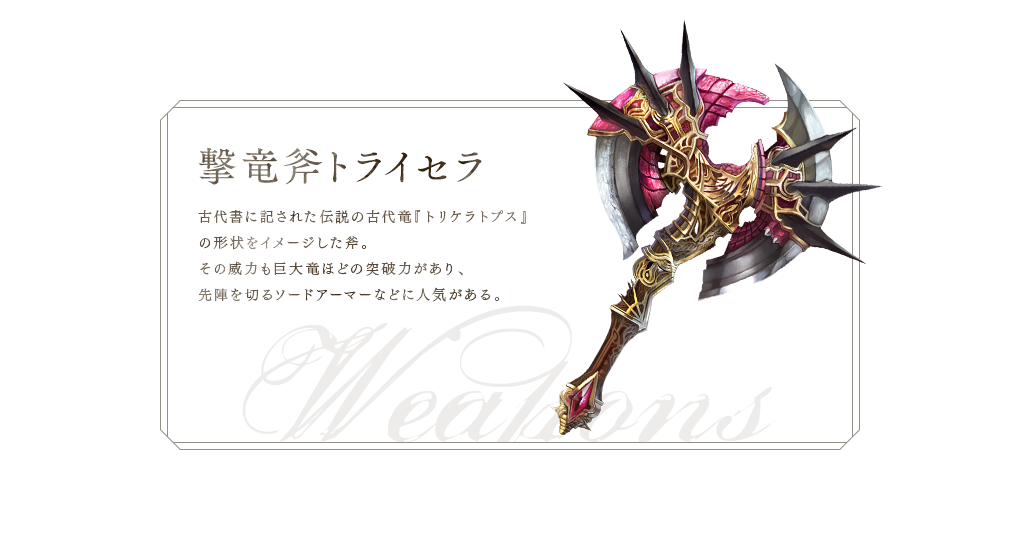 撃竜斧トライセラ
古代書に記された伝説の古代竜『トリケラトプス』
の形状をイメージした斧。
その威力も巨大竜ほどの突破力があり、
先陣を切るソードアーマーなどに人気がある。
Weapons